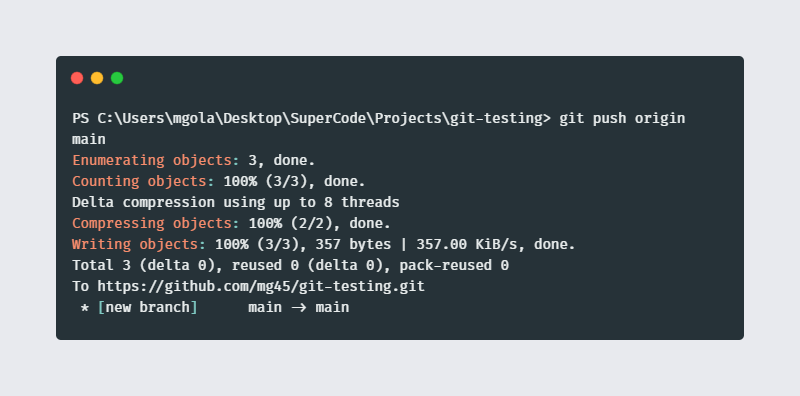 PS C:\Users\mgola\Desktop\SuperCode\Projects\git-testing> git push origin
main
Enumerating objects: 3, done.
Counting objects: 100% (3/3), done.
Delta compression using up to 8 threads
Compressing objects: 100% (2/2), done.
Writing objects: 100% (3/3), 357 bytes | 357.00 KiB/s, done.
Total 3 (delta 0), reused 0 (delta 0), pack-reused 0
To https://github.com/mg45/git-testing.git
 * [new branch]      main -> main